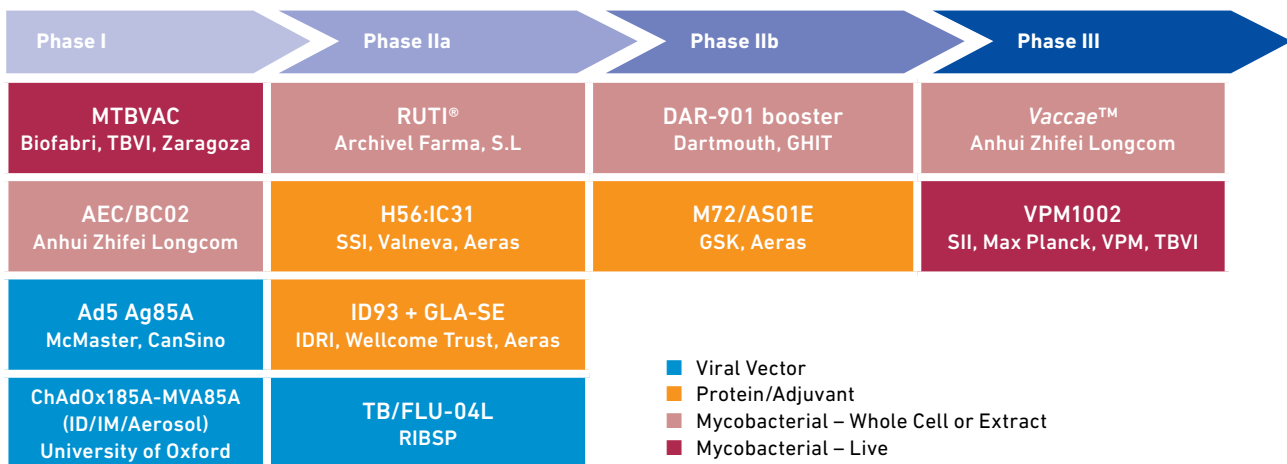 Phase I
Phase IIa
Phase IIb
Phase III
MTBVAC
Biofabri, TBVI, Zaragoza
RUTI®
Archivel Farma, S.L
DAR-901 booster
Dartmouth, GHIT
Vaccae™
Anhui Zhifei Longcom
AEC/BC02
Anhui Zhifei Longcom
H56:IC31
SSI, Valneva, Aeras
M72/AS01E
GSK, Aeras
VPM1002
SII, Max Planck, VPM, TBVI
Ad5 Ag85A
McMaster, CanSino
ID93 + GLA-SE
IDRI, Wellcome Trust, Aeras
ChAdOx185A-MVA85A
(ID/IM/Aerosol)
University of Oxford
TB/FLU-04L
RIBSP
Viral Vector
Protein/Adjuvant
Mycobacterial – Whole Cell or Extract
Mycobacterial – Live